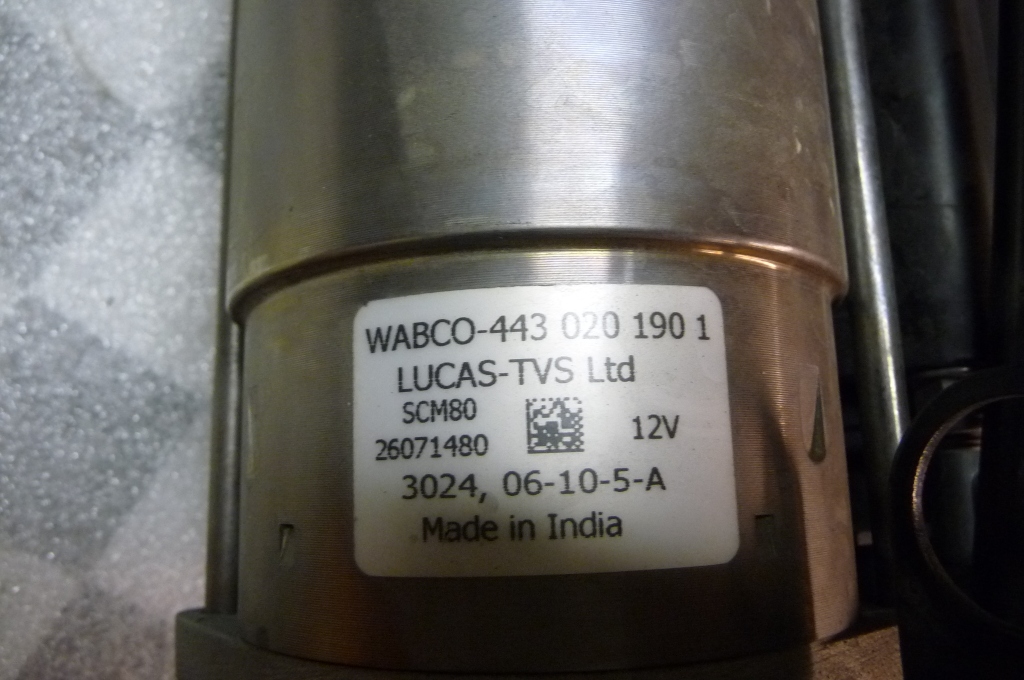 WABCO-443 020 190 1
LUCAS-TVS Ltd
SCM80
12V
26071480
3024, 06-10-5-A
Made in India